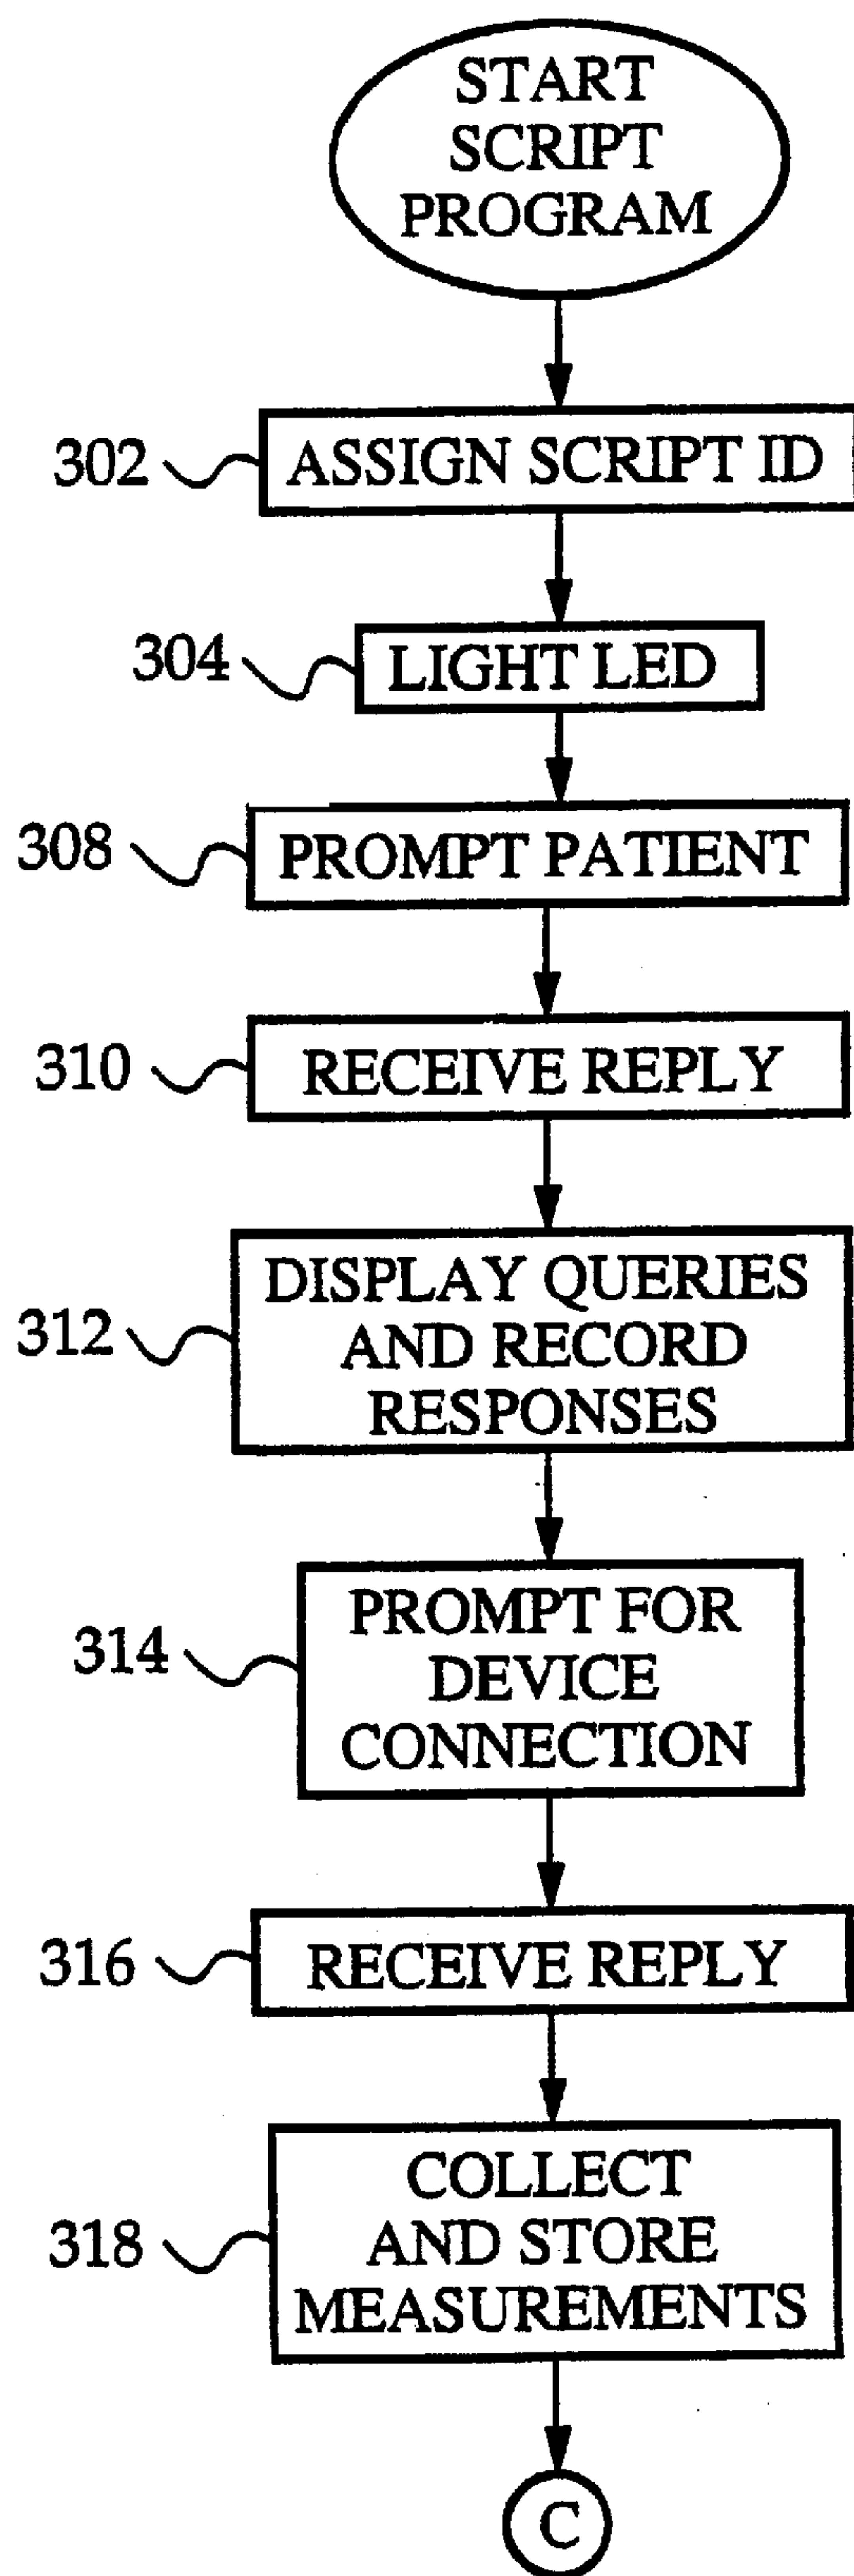 START
SCRIPT
PROGRAM
302
ASSIGN SCRIPT ID
304
LIGHT LED
308
PROMPT PATIENT
310
RECEIVE REPLY
312
DISPLAY QUERIES
AND RECORD
RESPONSES
314
PROMPT FOR
DEVICE
CONNECTION
316
RECEIVE REPLY
318
COLLECT
AND STORE
MEASUREMENTS
C